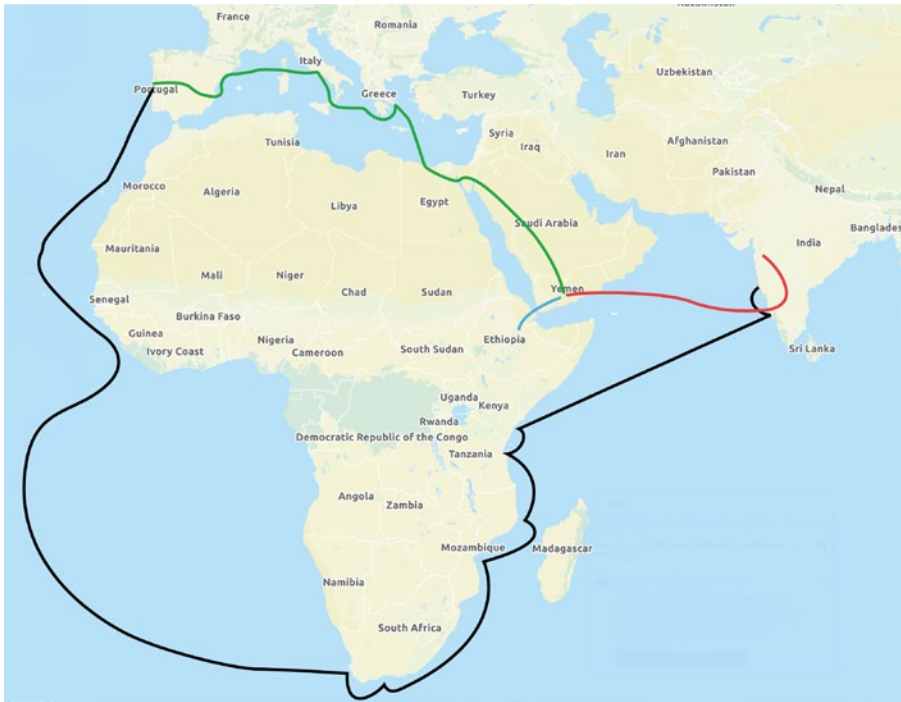 France
Romania
Italy
Uzbekistan
Portugal
Greece
Turkey
Syria
Tunisia
Iraq
Iran
Afghanistan
Pakistan
Morocco
Algeria
Libya
Egypt
Nepal
Saudi Arabia
Banglades
India
Mauritania
Mali
Niger
Chad
Sudan
Yemen
Senegal
Burkina Faso
Guinea
Nigeria
Ethiopia
Ivory Coast
Cameroon
South Sudan
Sri Lanka
Uganda
Kenya
Rwanda
Democratic Republic of the Congo
Tanzania
Angola
Zambia
Mozambique
Madagascar
Namibia
South Africa